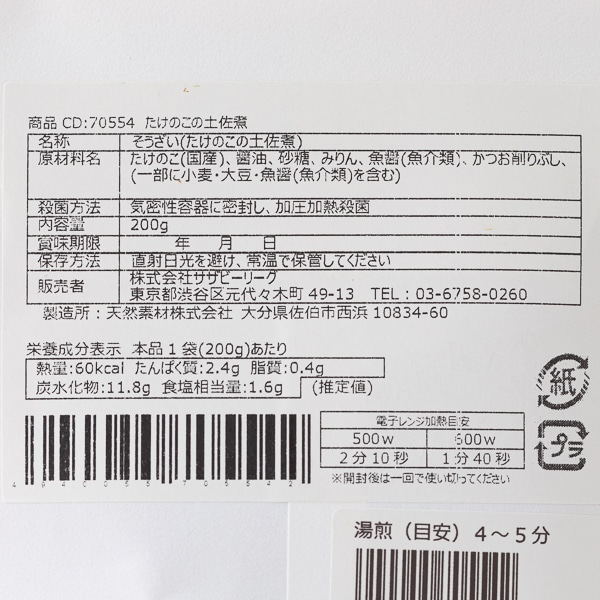 商品 CD:70554 たけのこの土佐煮
名称 そうざい(たけのこの土佐煮)
原材料名 たけのこ(国産)、醤油、砂糖、みりん、魚醤(魚介類)、かつお削りぶし、
(一部に小麦・大豆・魚醤(魚介類)を含む)
殺菌方法 気密性容器に密封し、加圧加熱殺菌
内容量 200g
賞味期限 年 月 日
保存方法 直射日光を避け、常温で保管してください
販売者 株式会社サザビーリーグ
東京都渋谷区元代々木町 49-13 TEL:03-6758-0260
製造所:天然素材株式会社 大分県佐伯市西浜 10834-60
栄養成分表示 本品1袋(200g)あたり
熱量:60kcal たんぱく質:2.4g 脂質:0.4g
炭水化物:11.8g 食塩相当量:1.6g (推定値)
電子レンジ加熱目安
500w 600w
2分10秒 1分40秒
※開封後は一回で使い切ってください
紙
プラ
湯煎(目安)4~5分